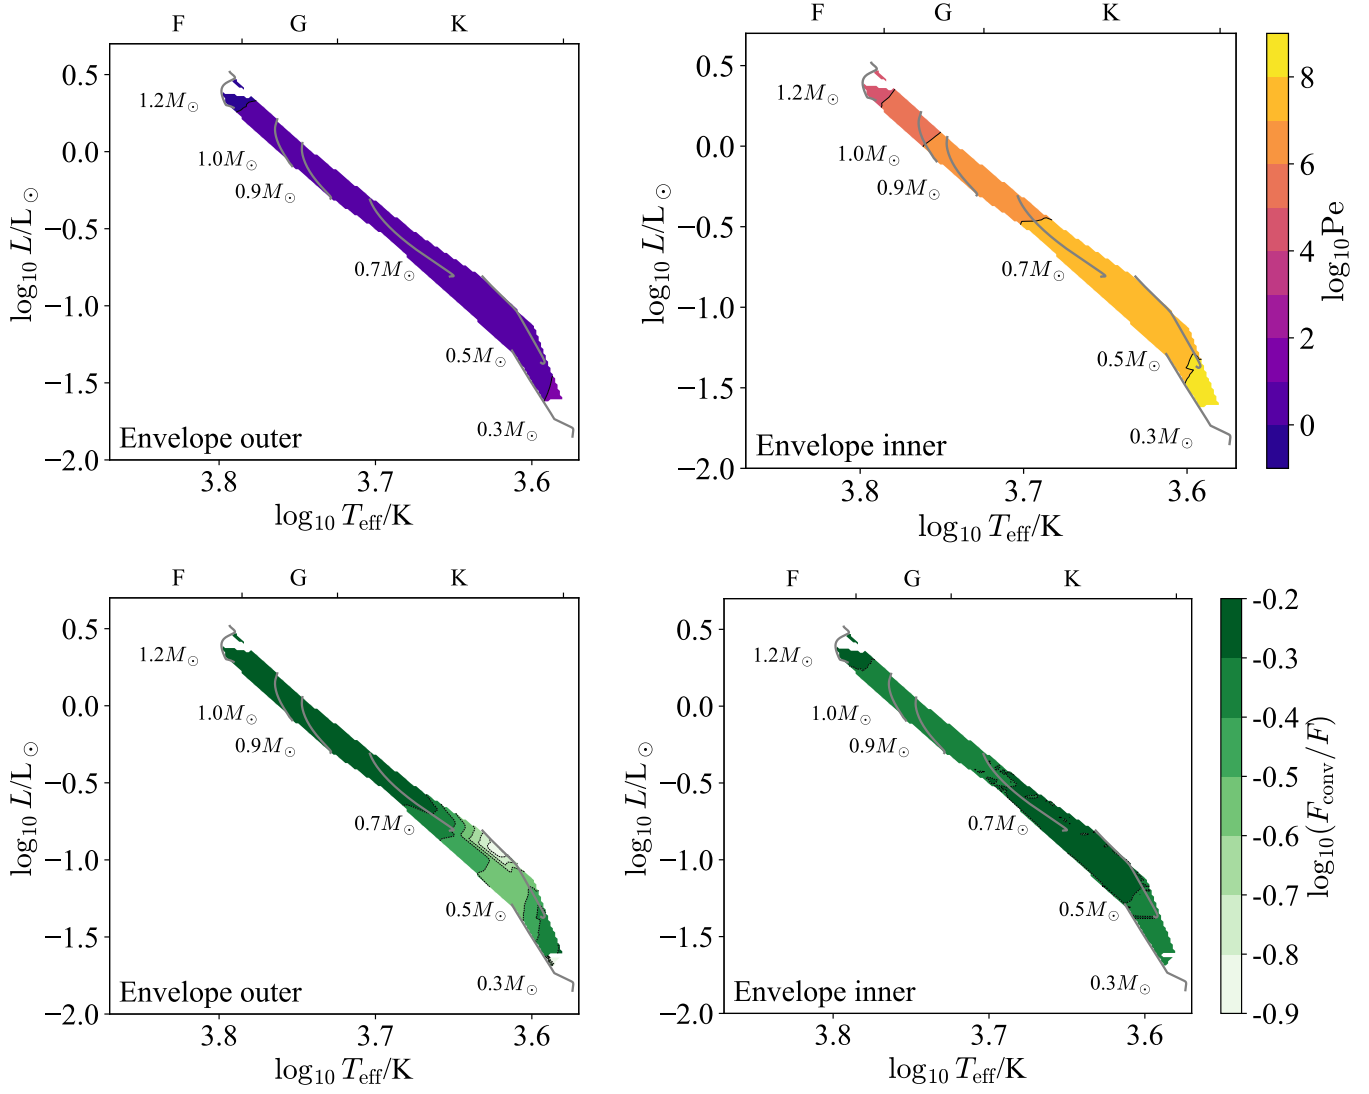 F G K
0.5
0.0
−0.5
−1.0
−1.5
−2.0
log₁₀ L/L⊙
1.2M⊙
1.0M⊙
0.9M⊙
0.7M⊙
0.5M⊙
0.3M⊙
Envelope outer
3.8 3.7 3.6
log₁₀ T_eff/K
F G K
0.5
0.0
−0.5
−1.0
−1.5
−2.0
log₁₀ L/L⊙
1.2M⊙
1.0M⊙
0.9M⊙
0.7M⊙
0.5M⊙
0.3M⊙
Envelope inner
3.8 3.7 3.6
log₁₀ T_eff/K
8
6
4
2
0
log₁₀Pe
F G K
0.5
0.0
−0.5
−1.0
−1.5
−2.0
log₁₀ L/L⊙
1.2M⊙
1.0M⊙
0.9M⊙
0.7M⊙
0.5M⊙
0.3M⊙
Envelope outer
3.8 3.7 3.6
log₁₀ T_eff/K
F G K
0.5
0.0
−0.5
−1.0
−1.5
−2.0
log₁₀ L/L⊙
1.2M⊙
1.0M⊙
0.9M⊙
0.7M⊙
0.5M⊙
0.3M⊙
Envelope inner
3.8 3.7 3.6
log₁₀ T_eff/K
-0.2
-0.3
-0.4
-0.5
-0.6
-0.7
-0.8
-0.9
log₁₀(F_conv/F)